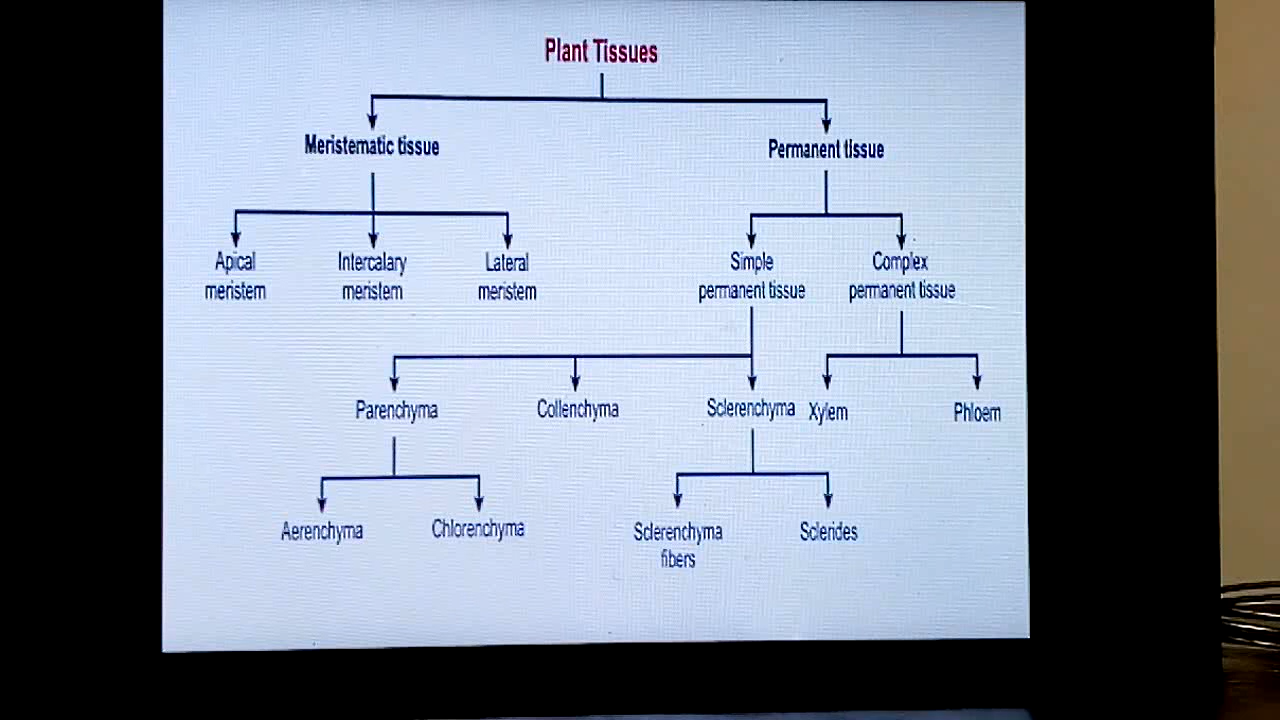 Plant Tissues
Meristematic tissue
Permanent tissue
Apical
meristem
Intercalary
meristem
Lateral
meristem
Simple
permanent tissue
Complex
permanent tissue
Parenchyma
Collenchyma
Sclerenchyma
Xylem
Phloem
Aerenchyma
Chlorenchyma
Sclerenchyma
fibers
Sclerides